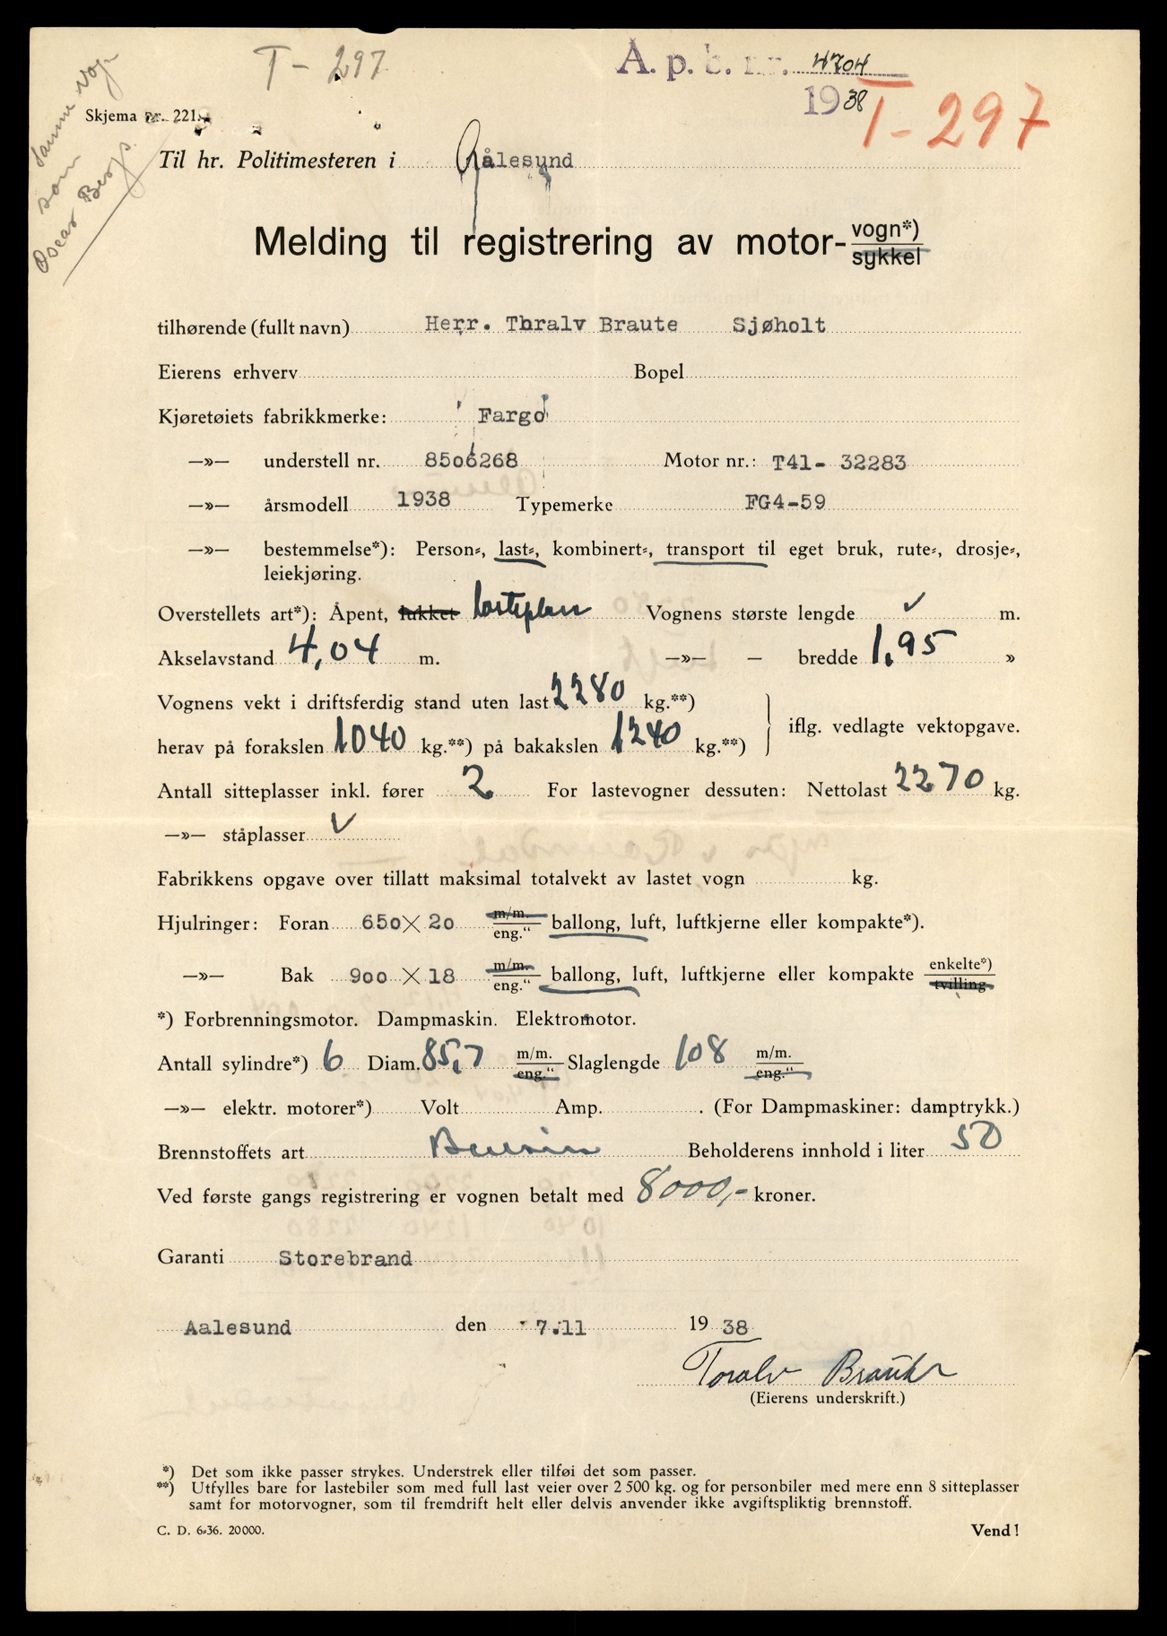 T - 297
Å. p. b. nr. 4704
1938
T - 297
Samme vogn
som
Oscar Bergs.
Skjema nr. 221.
Til hr. Politimesteren i Aalesund
Melding til registrering av motor- vogn*)
sykkel
tilhørende (fullt navn) Herr. Thralv Braute Sjøholt
Eierens erhverv Bopel
Kjøretøiets fabrikkmerke: Fargo
—»— understell nr. 8506268 Motor nr.: T41- 32283
—»— årsmodell 1938 Typemerke FG4-59
—»— bestemmelse*): Person-, last-, kombinert-, transport til eget bruk, rute-, drosje-,
leiekjøring.
Overstellets art*): Åpent, lukket lasteplan Vognens største lengde ✓ m.
Akselavstand 4,04 m. —»— — bredde 1,95 »
Vognens vekt i driftsferdig stand uten last 2280 kg.**)
herav på forakslen 1040 kg.**) på bakakslen 1240 kg.**) iflg. vedlagte vektopgave.
Antall sitteplasser inkl. fører 2 For lastevogner dessuten: Nettolast 2270 kg.
—»— ståplasser ✓
Fabrikkens opgave over tillatt maksimal totalvekt av lastet vogn kg.
Hjulringer: Foran 650 X 20 m/m. eng." ballong, luft, luftkjerne eller kompakte*).
—»— Bak 900 X 18 m/m. eng." ballong, luft, luftkjerne eller kompakte enkelte*) tvilling
*) Forbrenningsmotor. Dampmaskin. Elektromotor.
Antall sylindre*) 6 Diam. 85,7 m/m. eng." Slaglengde 108 m/m. eng."
—»— elektr. motorer*) Volt Amp. . (For Dampmaskiner: damptrykk.)
Brennstoffets art Bensin Beholderens innhold i liter 50
Ved første gangs registrering er vognen betalt med 8000,- kroner.
Garanti Storebrand
Aalesund den 7.11 19 38
Toralv Braute
(Eierens underskrift.)
*) Det som ikke passer strykes. Understrek eller tilføi det som passer.
**) Utfylles bare for lastebiler som med full last veier over 2 500 kg. og for personbiler med mere enn 8 sitteplasser
samt for motorvogner, som til fremdrift helt eller delvis anvender ikke avgiftspliktig brennstoff.
C. D. 6-36. 20000. Vend!